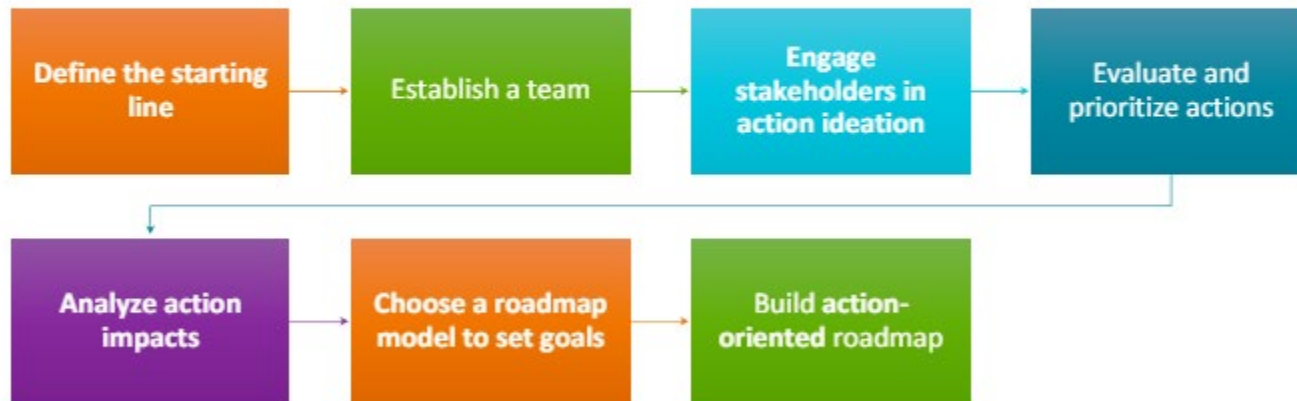 Define the starting
line
Establish a team
Engage
stakeholders in
action ideation
Evaluate and
prioritize actions
Analyze action
impacts
Choose a roadmap
model to set goals
Build action-
oriented roadmap